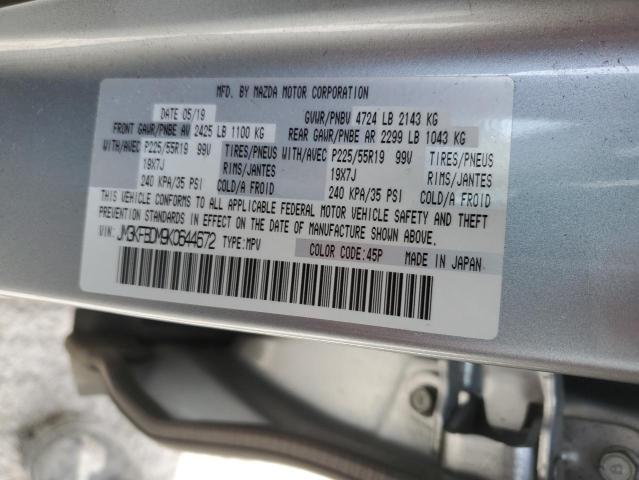 MFD. BY MAZDA MOTOR CORPORATION
DATE 05/19 GVWR/PNBV 4724 LB 2143 KG
FRONT GAWR/PNBE AV 2425 LB 1100 KG REAR GAWR/PNBE AR 2299 LB 1043 KG
WITH/AVEC P225/55R19 99V TIRES/PNEUS WITH/AVEC P225/55R19 99V TIRES/PNEUS
19X7J RIMS/JANTES 19X7J RIMS/JANTES
240 KPA/35 PSI COLD/A FROID 240 KPA/35 PSI COLD/A FROID
THIS VEHICLE CONFORMS TO ALL APPLICABLE FEDERAL MOTOR VEHICLE SAFETY AND THEFT
PREVENTION STANDARDS IN EFFECT ON THE DATE OF MANUFACTURE SHOWN ABOVE.
VIN: JM3KFBDM9K0644672 TYPE: MPV COLOR CODE: 45P MADE IN JAPAN